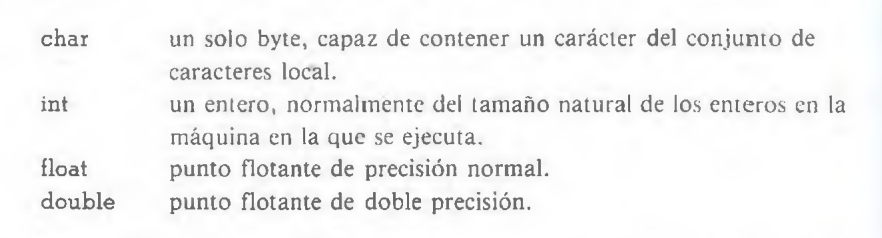 char un solo byte, capaz de contener un carácter del conjunto de
caracteres local.
int un entero, normalmente del tamaño natural de los enteros en la
máquina en la que se ejecuta.
float punto flotante de precisión normal.
double punto flotante de doble precisión.